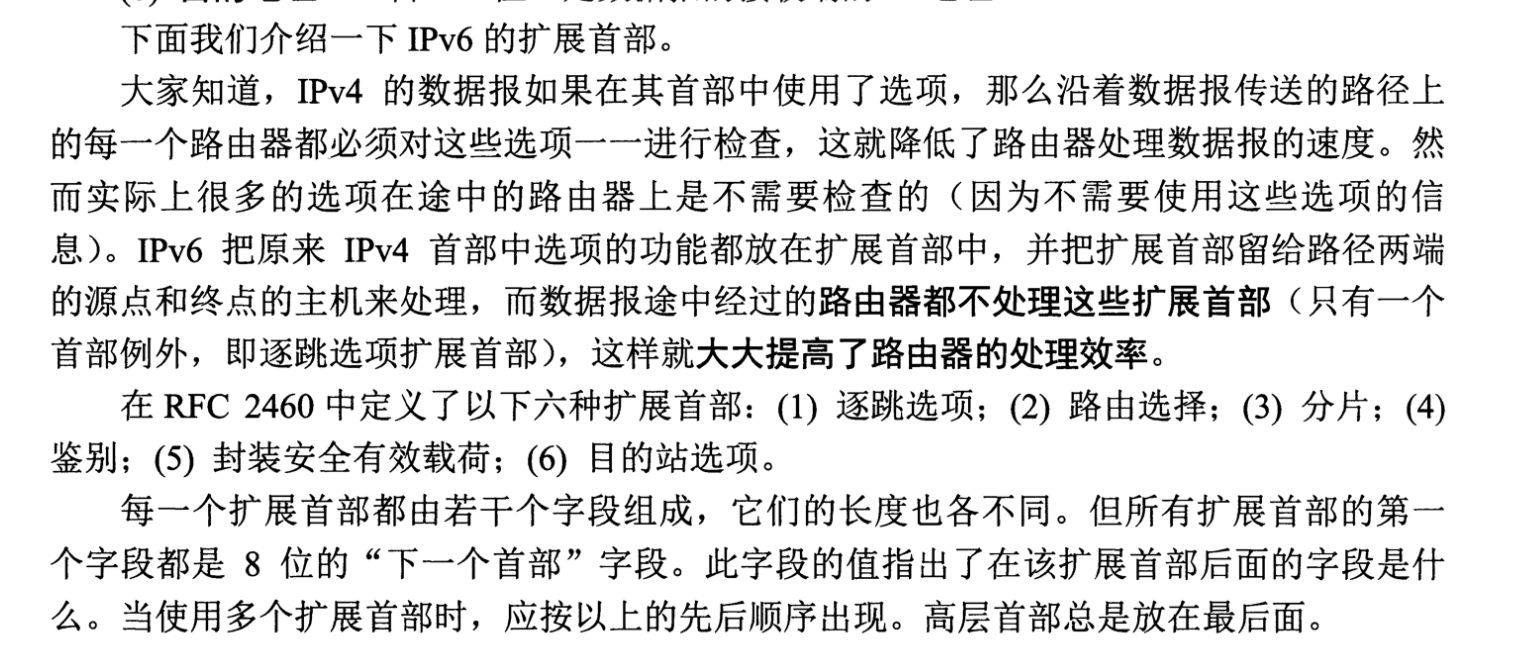 下面我们介绍一下 IPv6 的扩展首部。
大家知道，IPv4 的数据报如果在其首部中使用了选项，那么沿着数据报传送的路径上
的每一个路由器都必须对这些选项一一进行检查，这就降低了路由器处理数据报的速度。然
而实际上很多的选项在途中的路由器上是不需要检查的（因为不需要使用这些选项的信
息）。IPv6 把原来 IPv4 首部中选项的功能都放在扩展首部中，并把扩展首部留给路径两端
的源点和终点的主机来处理，而数据报途中经过的路由器都不处理这些扩展首部（只有一个
首部例外，即逐跳选项扩展首部），这样就大大提高了路由器的处理效率。
在 RFC 2460 中定义了以下六种扩展首部：(1) 逐跳选项；(2) 路由选择；(3) 分片；(4)
鉴别；(5) 封装安全有效载荷；(6) 目的站选项。
每一个扩展首部都由若干个字段组成，它们的长度也各不同。但所有扩展首部的第一
个字段都是 8 位的“下一个首部”字段。此字段的值指出了在该扩展首部后面的字段是什
么。当使用多个扩展首部时，应按以上的先后顺序出现。高层首部总是放在最后面。